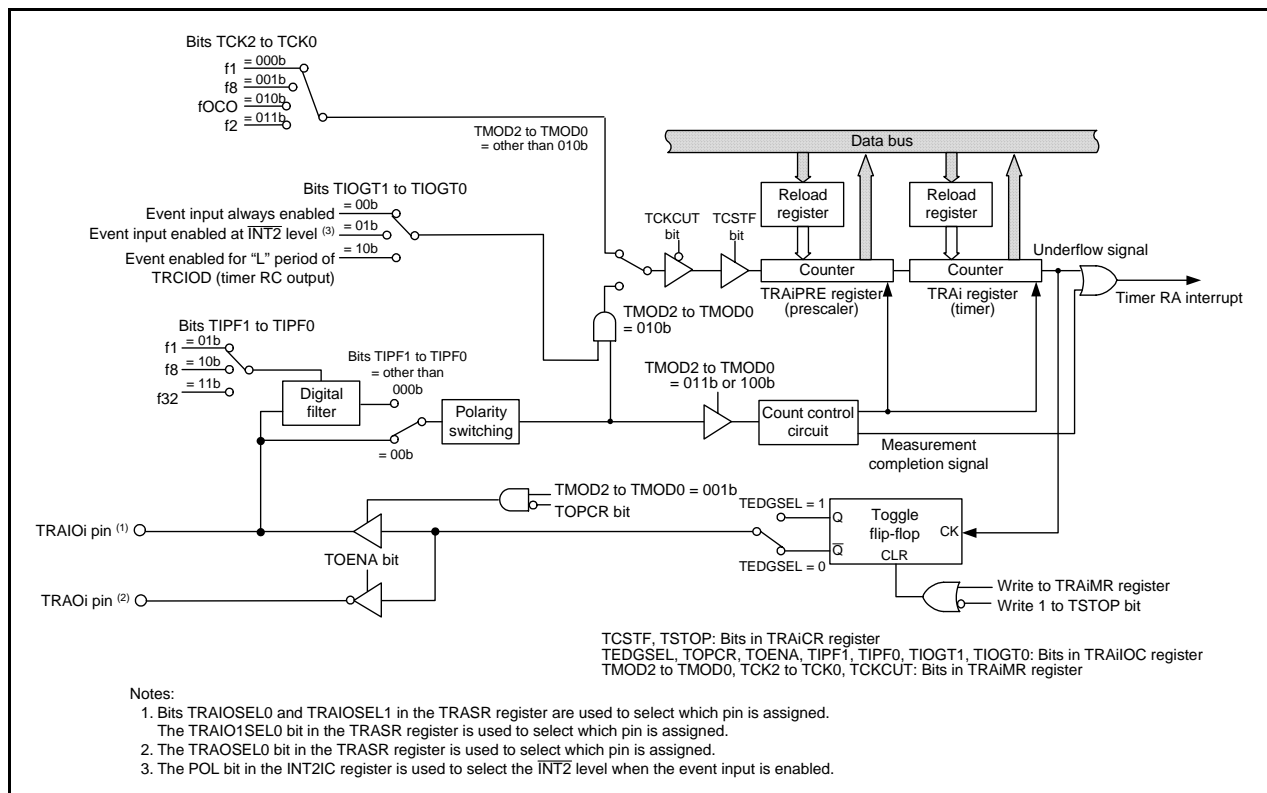 Bits TCK2 to TCK0
f1 = 000b
f8 = 001b
fOCO = 010b
f2 = 011b
TMOD2 to TMOD0
= other than 010b
Data bus
Bits TIOGT1 to TIOGT0
Event input always enabled = 00b
Event input enabled at INT2 level (3) = 01b
Event enabled for “L” period of
TRCIOD (timer RC output)
= 10b
TCKCUT
bit
TCSTF
bit
Reload
register
Reload
register
Counter
Counter
TRAiPRE register
(prescaler)
TRAi register
(timer)
Underflow signal
Timer RA interrupt
TMOD2 to TMOD0
= 010b
Bits TIPF1 to TIPF0
f1 = 01b
f8 = 10b
f32 = 11b
Digital
filter
Bits TIPF1 to TIPF0
= other than
000b
= 00b
Polarity
switching
TMOD2 to TMOD0
= 011b or 100b
Count control
circuit
Measurement
completion signal
TMOD2 to TMOD0 = 001b
TOPCR bit
TRAIOi pin (1)
TOENA bit
TRAOi pin (2)
TEDGSEL = 1
TEDGSEL = 0
Q
Q
Toggle
flip-flop
CK
CLR
Write to TRAiMR register
Write 1 to TSTOP bit
TCSTF, TSTOP: Bits in TRAiCR register
TEDGSEL, TOPCR, TOENA, TIPF1, TIPF0, TIOGT1, TIOGT0: Bits in TRAiIOC register
TMOD2 to TMOD0, TCK2 to TCK0, TCKCUT: Bits in TRAiMR register
Notes:
1. Bits TRAIOSEL0 and TRAIOSEL1 in the TRASR register are used to select which pin is assigned.
The TRAIO1SEL0 bit in the TRASR register is used to select which pin is assigned.
2. The TRAOSEL0 bit in the TRASR register is used to select which pin is assigned.
3. The POL bit in the INT2IC register is used to select the INT2 level when the event input is enabled.